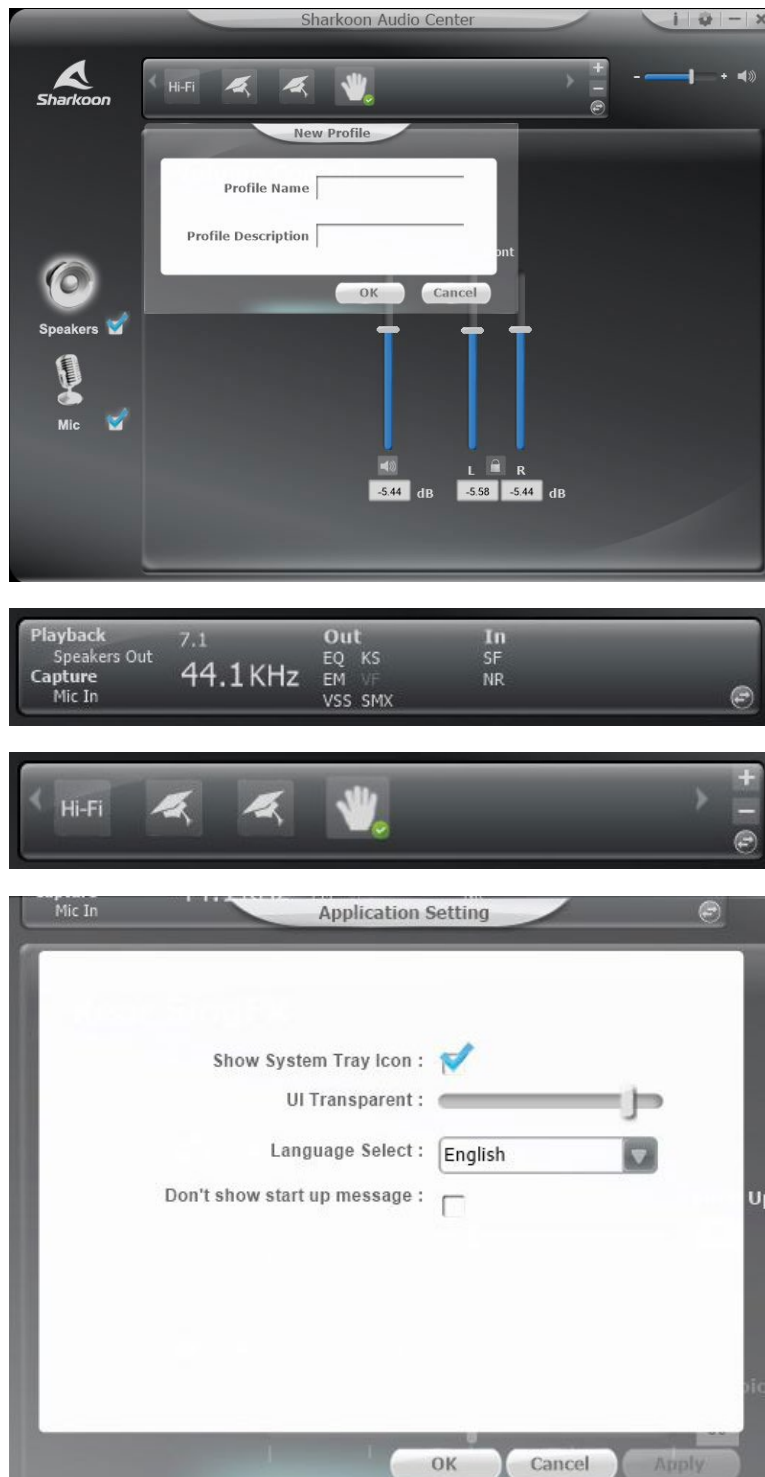 Sharkoon Audio Center
i
Sharkoon
Hi-Fi
New Profile
Profile Name
Profile Description
ont
OK Cancel
Speakers
Mic
L R
-5.44 dB -5.58 -5.44 dB
Playback 7.1 Out In
Speakers Out EQ KS SF
Capture 44.1 KHz EM VF NR
Mic In VSS SMX
Hi-Fi
Mic In Application Setting
Show System Tray Icon :
UI Transparent :
Language Select : English
Don't show start up message :
OK Cancel Apply